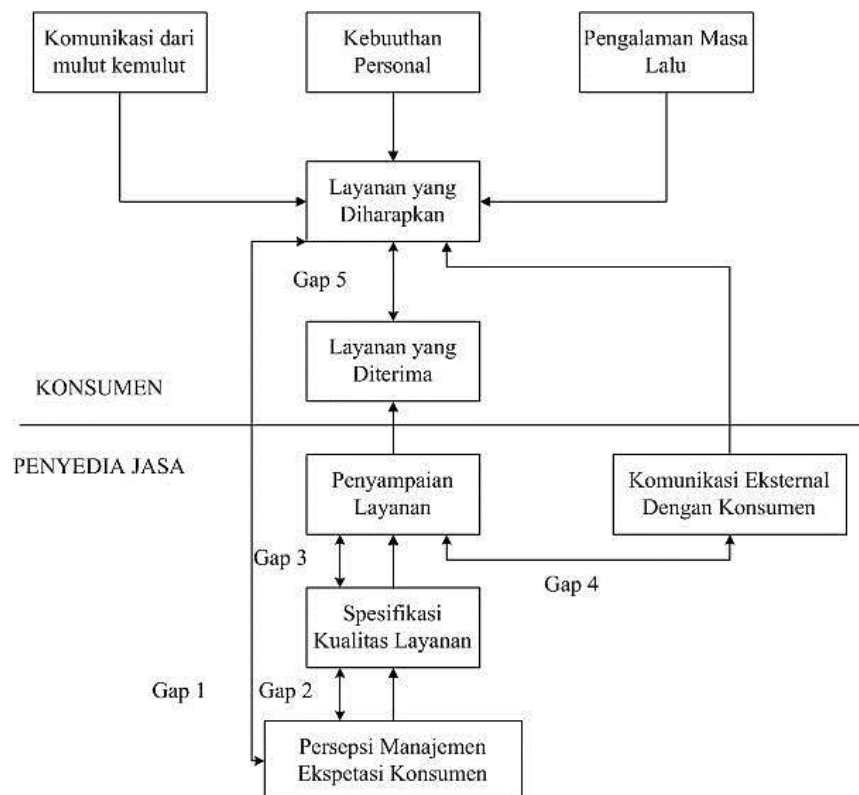 Komunikasi dari
mulut kemulut
Kebuuthan
Personal
Pengalaman Masa
Lalu
Layanan yang
Diharapkan
Gap 5
Layanan yang
Diterima
KONSUMEN
PENYEDIA JASA
Penyampaian
Layanan
Komunikasi Eksternal
Dengan Konsumen
Gap 3
Gap 4
Spesifikasi
Kualitas Layanan
Gap 1
Gap 2
Persepsi Manajemen
Ekspetasi Konsumen